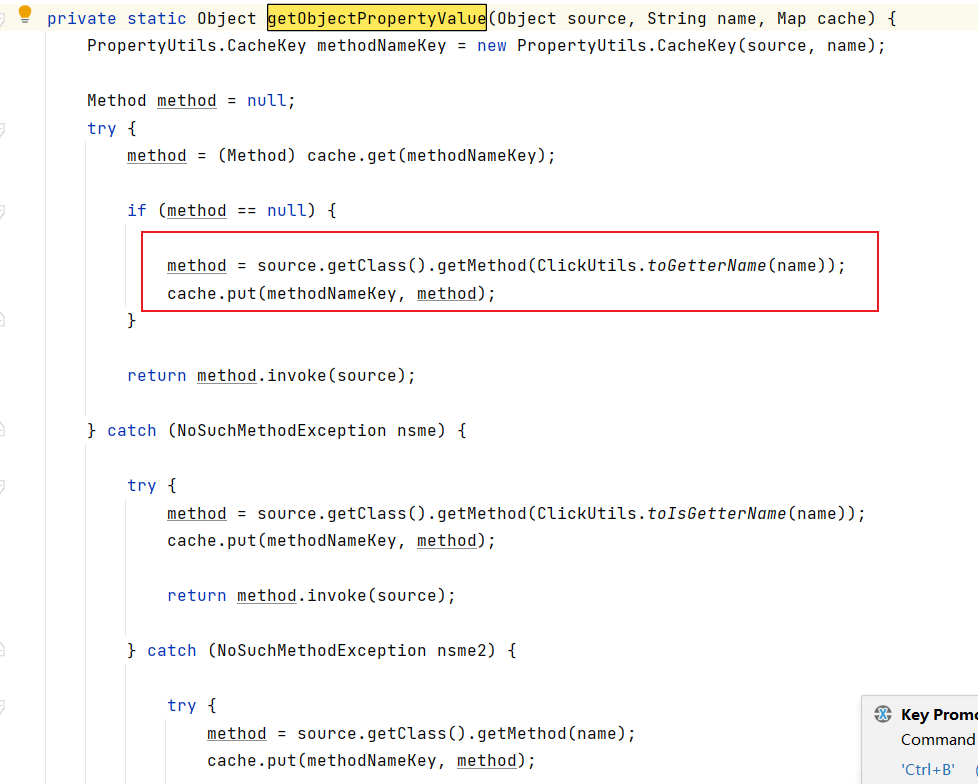 private static Object getObjectPropertyValue(Object source, String name, Map cache) {
PropertyUtils.CacheKey methodNameKey = new PropertyUtils.CacheKey(source, name);
Method method = null;
try {
method = (Method) cache.get(methodNameKey);
if (method == null) {
method = source.getClass().getMethod(ClickUtils.toGetterName(name));
cache.put(methodNameKey, method);
}
return method.invoke(source);
} catch (NoSuchMethodException nsme) {
try {
method = source.getClass().getMethod(ClickUtils.toIsGetterName(name));
cache.put(methodNameKey, method);
return method.invoke(source);
} catch (NoSuchMethodException nsme2) {
try {
method = source.getClass().getMethod(name);
cache.put(methodNameKey, method);
Key Promo
Command
'Ctrl+B'